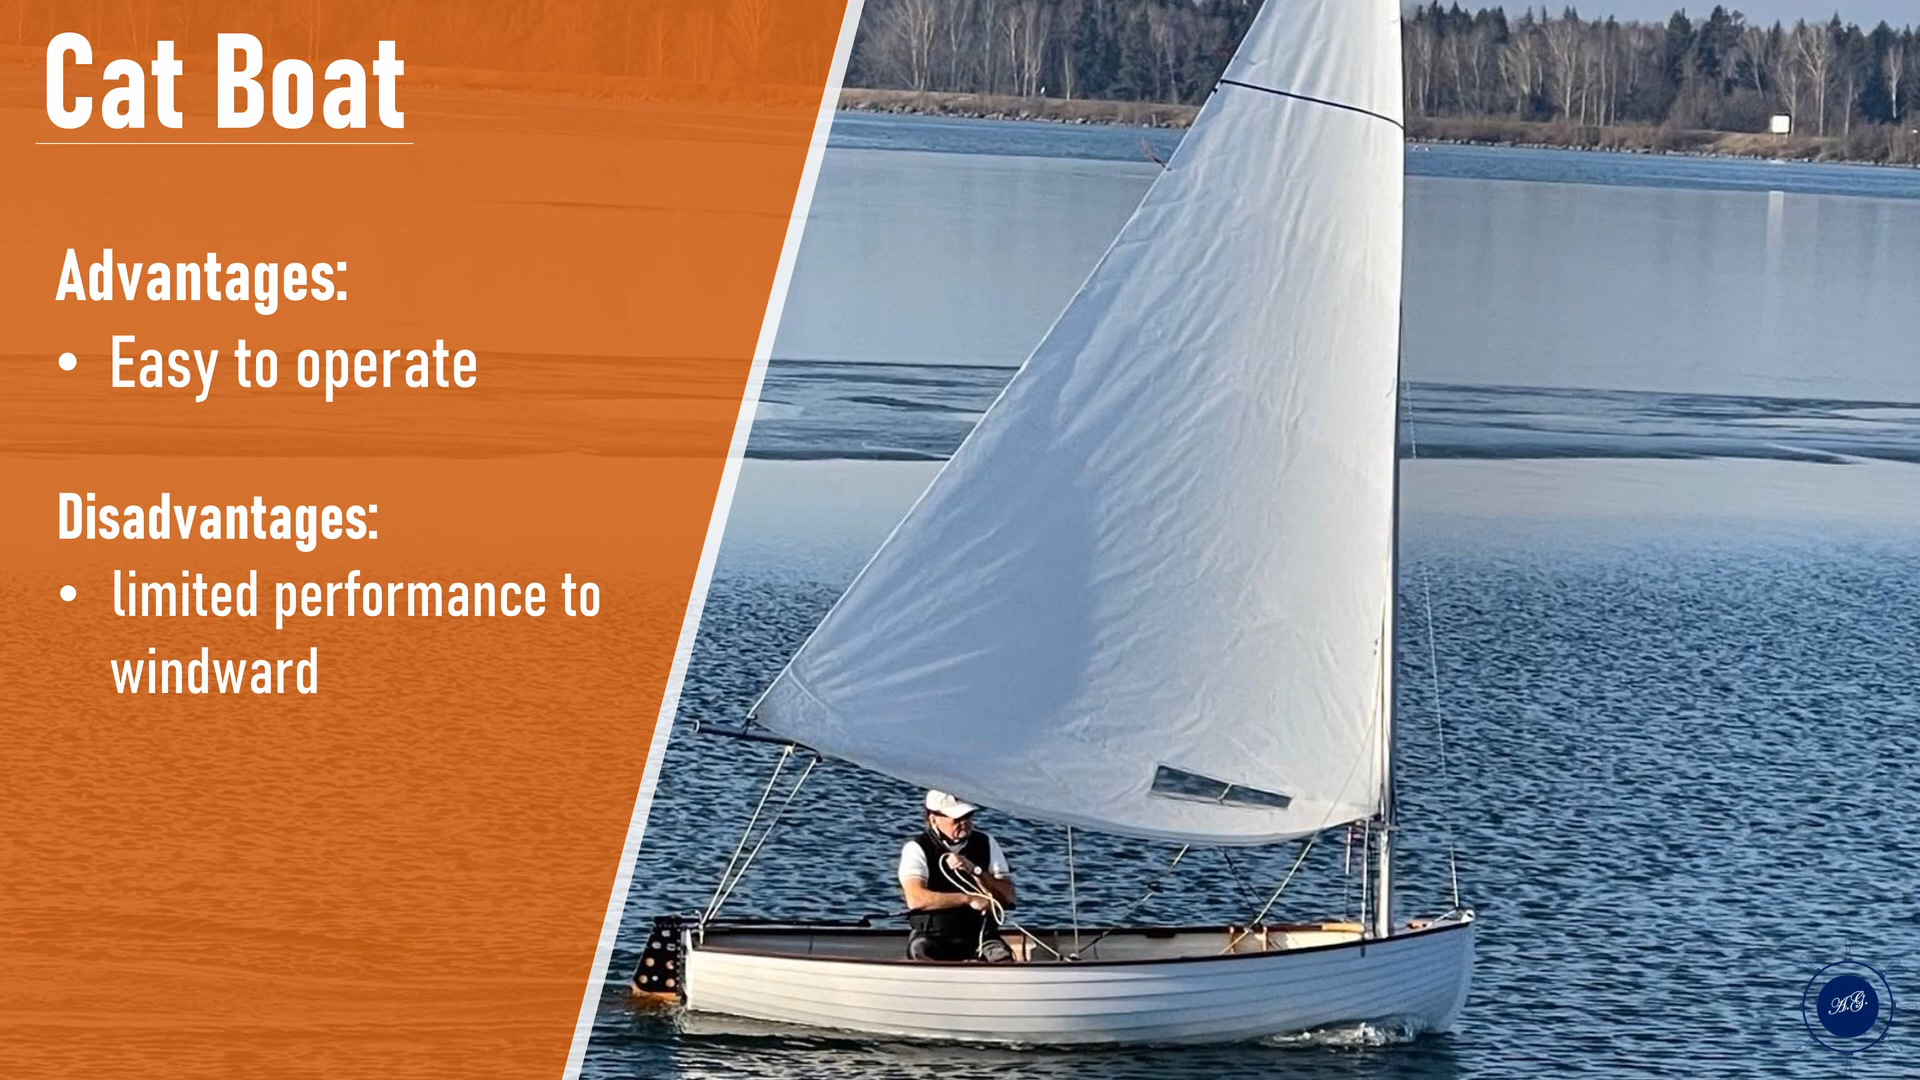 Cat Boat
Advantages:
• Easy to operate
Disadvantages:
• limited performance to
windward
A.G.